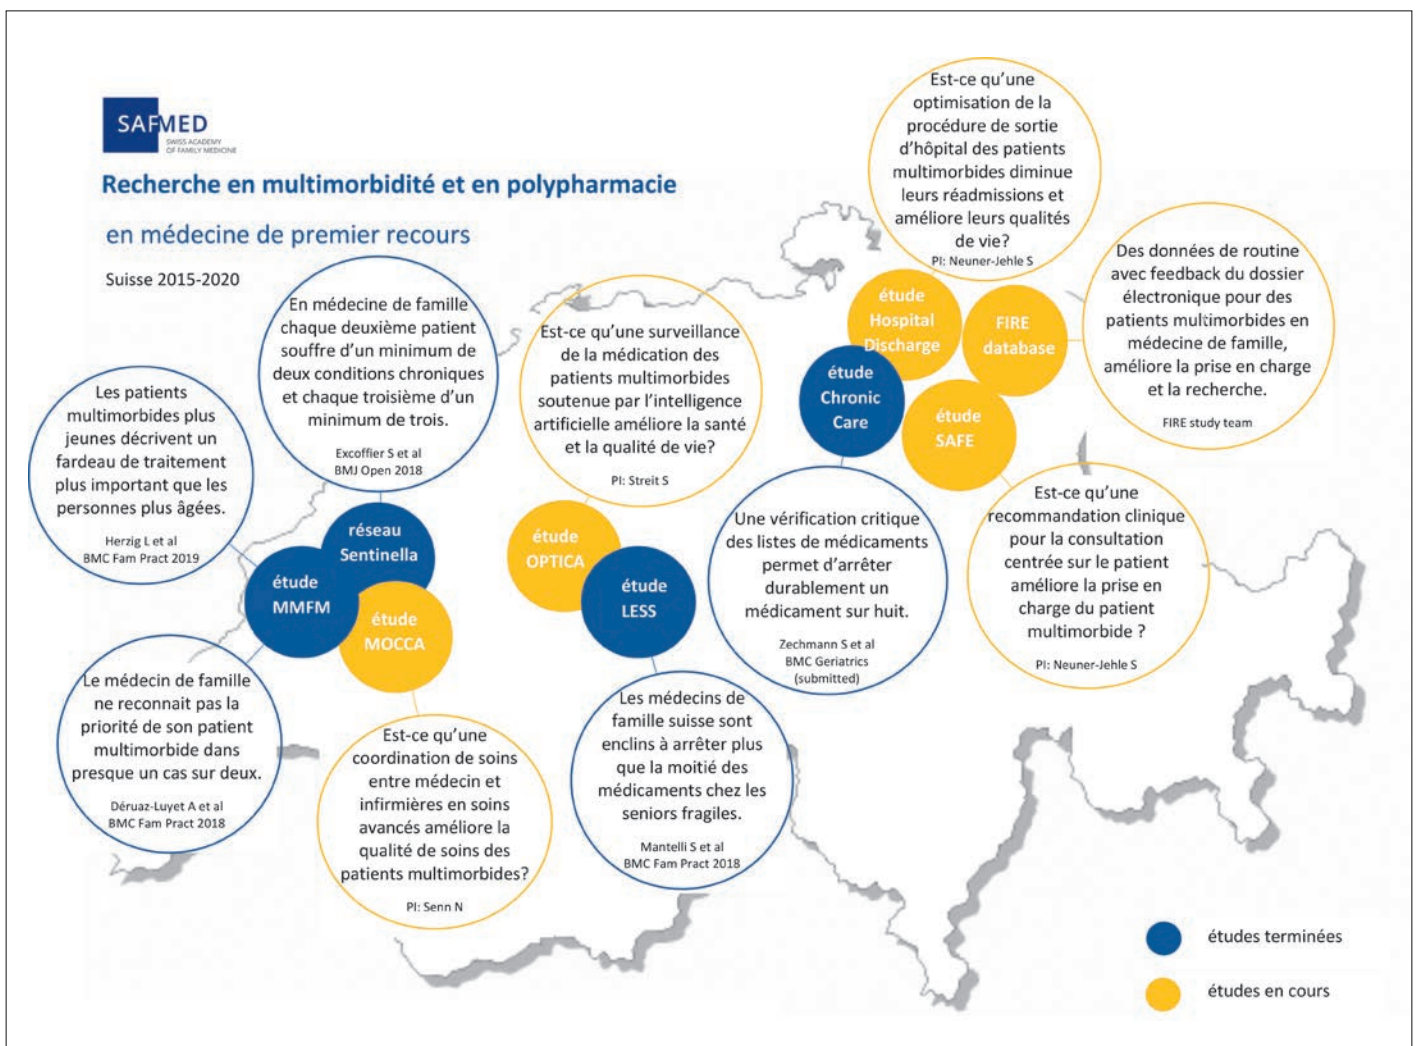 SAFMED
SWISS ACADEMY
OF FAMILY MEDICINE
Recherche en multimorbidité et en polypharmacie
en médecine de premier recours
Suisse 2015-2020
Les patients
multimorbides plus
jeunes décrivent un
fardeau de traitement
plus important que les
personnes plus âgées.
Herzig L et al
BMC Fam Pract 2019
En médecine de famille
chaque deuxième patient
souffre d’un minimum de
deux conditions chroniques
et chaque troisième d’un
minimum de trois.
Excoffier S et al
BMJ Open 2018
réseau
Sentinella
étude
MMFM
étude
MOCCA
Le médecin de famille
ne reconnait pas la
priorité de son patient
multimorbide dans
presque un cas sur deux.
Déruaz-Luyet A et al
BMC Fam Pract 2018
Est-ce qu’une
coordination de soins
entre médecin et
infirmières en soins
avancés améliore la
qualité de soins des
patients multimorbides?
PI: Senn N
Est-ce qu’une surveillance
de la médication des
patients multimorbides
soutenue par l’intelligence
artificielle améliore la santé
et la qualité de vie?
PI: Streit S
étude
OPTICA
étude
LESS
Les médecins de
famille suisse sont
enclins à arrêter plus
que la moitié des
médicaments chez les
seniors fragiles.
Mantelli S et al
BMC Fam Pract 2018
Est-ce qu’une
optimisation de la
procédure de sortie
d’hôpital des patients
multimorbides diminue
leurs réadmissions et
améliore leurs qualités
de vie?
PI: Neuner-Jehle S
étude
Hospital
Discharge
FIRE
database
étude
Chronic
Care
étude
SAFE
Des données de routine
avec feedback du dossier
électronique pour des
patients multimorbides en
médecine de famille,
améliore la prise en charge
et la recherche.
FIRE study team
Une vérification critique
des listes de médicaments
permet d’arrêter
durablement un
médicament sur huit.
Zechmann S et al
BMC Geriatrics
(submitted)
Est-ce qu’une
recommandation clinique
pour la consultation
centrée sur le patient
améliore la prise en
charge du patient
multimorbide ?
PI: Neuner-Jehle S
études terminées
études en cours